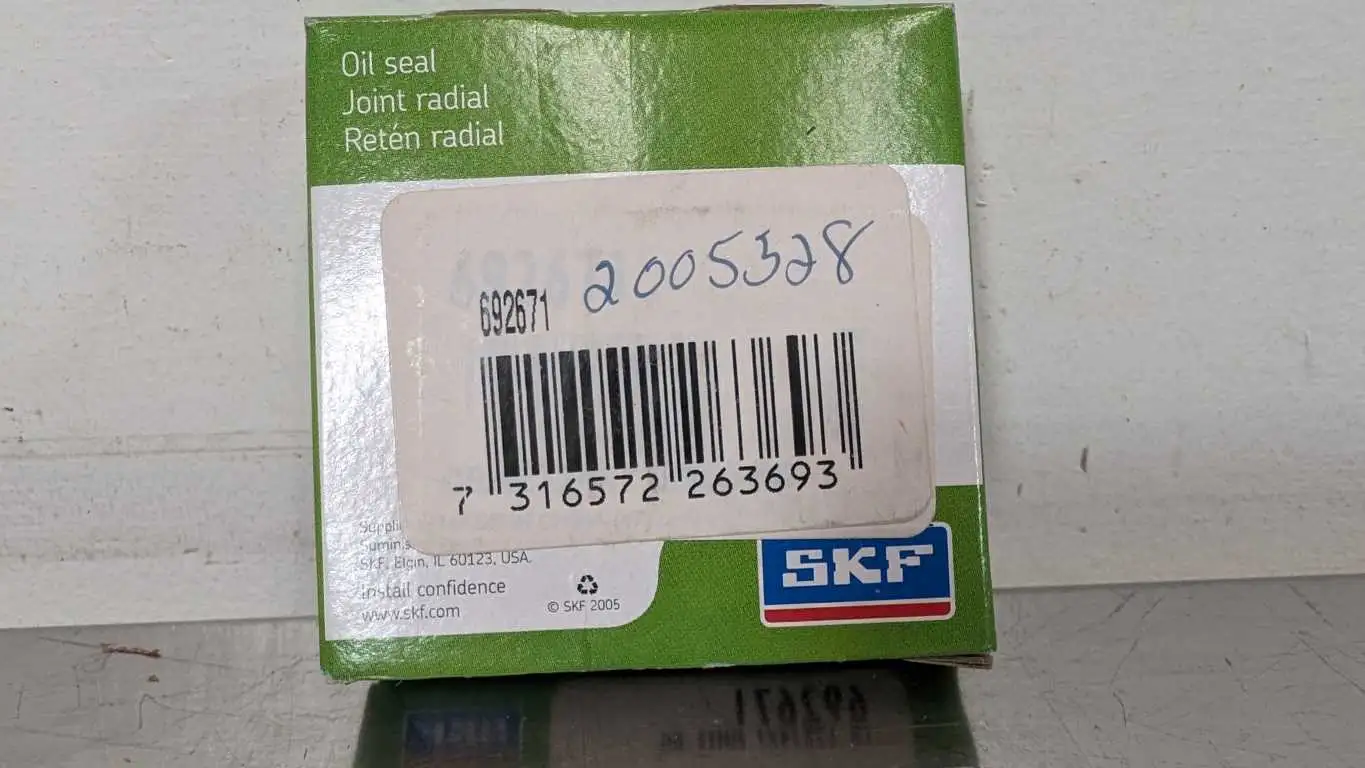 Oil seal
Joint radial
Retén radial
2005328
692671
7 316572 263693
SKF, Elgin, IL 60123, USA.
Install confidence
www.skf.com
© SKF 2005
SKF